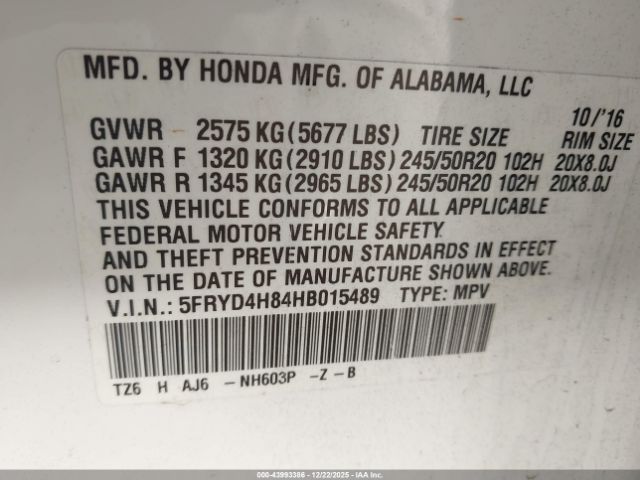 MFD. BY HONDA MFG. OF ALABAMA, LLC
10/'16
GVWR - 2575 KG (5677 LBS) TIRE SIZE RIM SIZE
GAWR F 1320 KG (2910 LBS) 245/50R20 102H 20X8.0J
GAWR R 1345 KG (2965 LBS) 245/50R20 102H 20X8.0J
THIS VEHICLE CONFORMS TO ALL APPLICABLE
FEDERAL MOTOR VEHICLE SAFETY
AND THEFT PREVENTION STANDARDS IN EFFECT
ON THE DATE OF MANUFACTURE SHOWN ABOVE.
V.I.N.: 5FRYD4H84HB015489 TYPE: MPV
TZ6 H AJ6 -NH603P -Z-B
000-43993386 - 12/22/2025 - IAAI